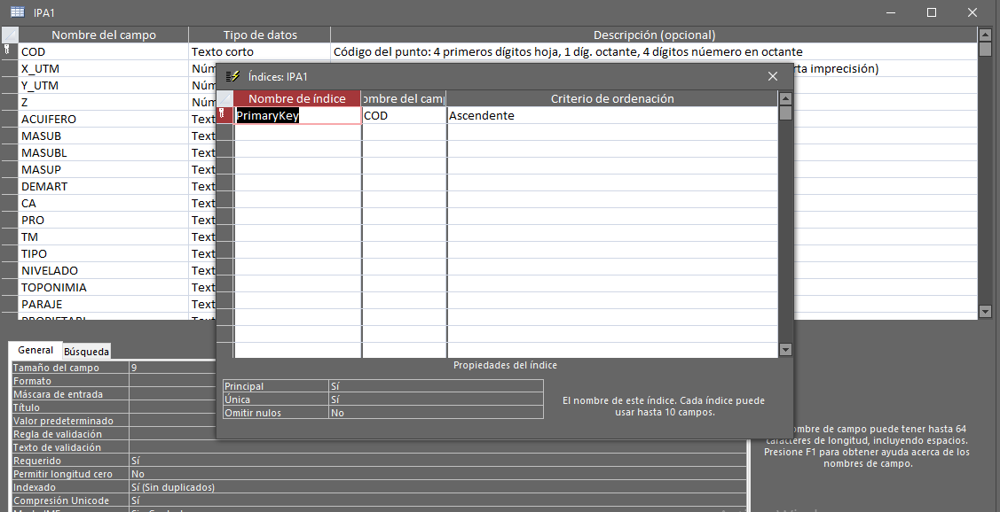 IPA1
Nombre del campo Tipo de datos Descripción (opcional)
COD Texto corto Código del punto: 4 primeros dígitos hoja, 1 díg. octante, 4 dígitos núemero en octante
X_UTM Núm rta imprecisión)
Y_UTM Núm
Z Núm
ACUIFERO Text
MASUB Text
MASUBL Text
MASUP Text
DEMART Text
CA Text
PRO Text
TM Text
TIPO Text
NIVELADO Text
TOPONIMIA Text
PARAJE Text
Índices: IPA1
Nombre de índice ombre del camp Criterio de ordenación
PrimaryKey COD Ascendente
Propiedades del índice
Principal Sí
Única Sí
Omitir nulos No
El nombre de este índice. Cada índice puede
usar hasta 10 campos.
General Búsqueda
Tamaño del campo 9
Formato
Máscara de entrada
Título
Valor predeterminado
Regla de validación
Texto de validación
Requerido Sí
Permitir longitud cero No
Indexado Sí (Sin duplicados)
Compresión Unicode Sí
ombre de campo puede tener hasta 64
caracteres de longitud, incluyendo espacios.
Presione F1 para obtener ayuda acerca de los
nombres de campo.